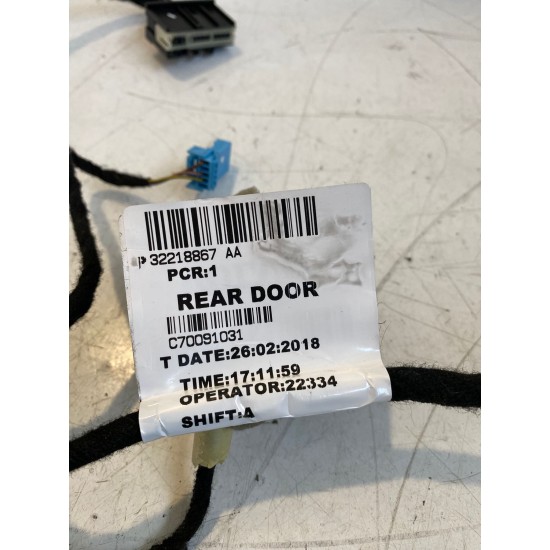 P 32218867 AA
PCR:1
REAR DOOR
C70091031
T DATE:26:02:2018
TIME:17:11:59
OPERATOR:22334
SHIFT:A